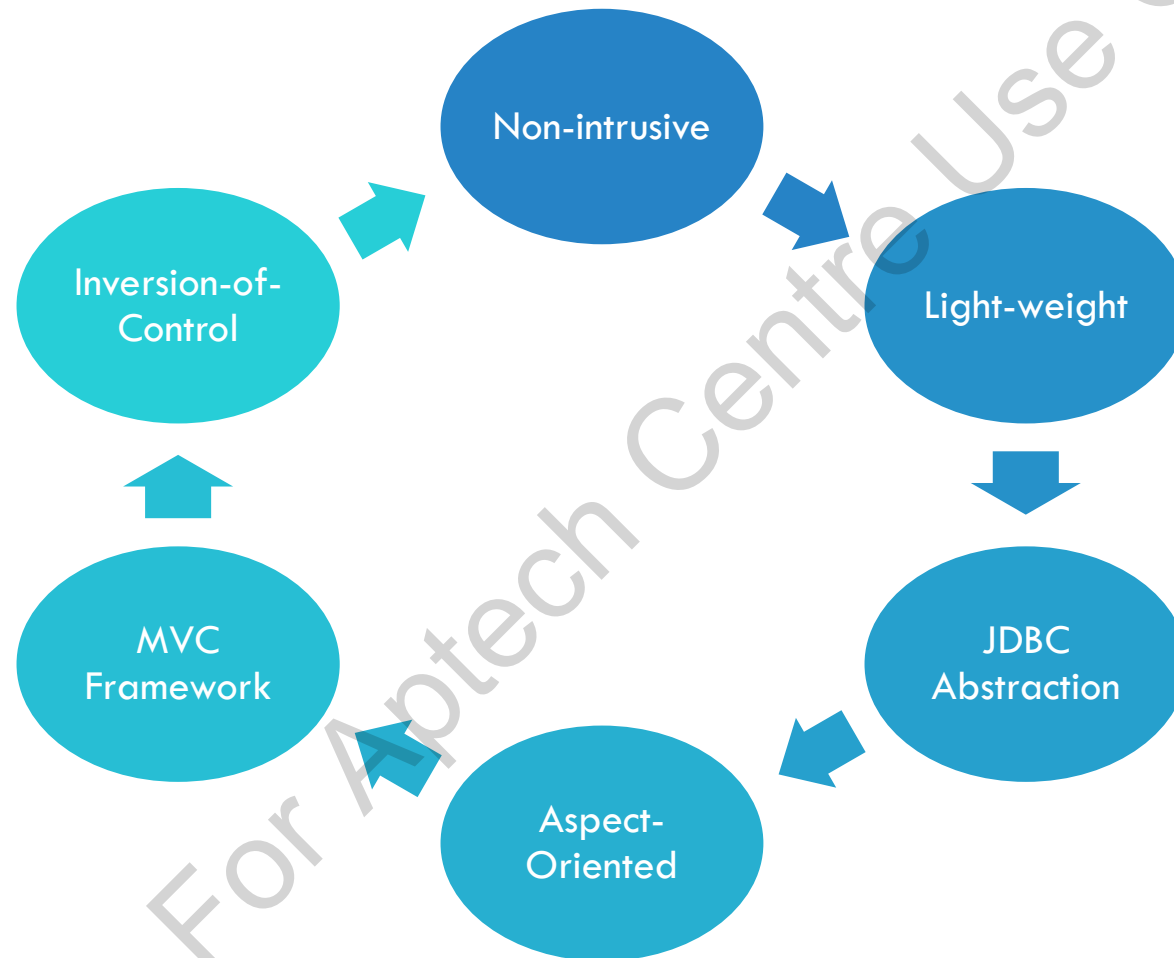 Non-intrusive
Light-weight
JDBC
Abstraction
Aspect-
Oriented
MVC
Framework
Inversion-of-
Control
For Aptech Centre Use